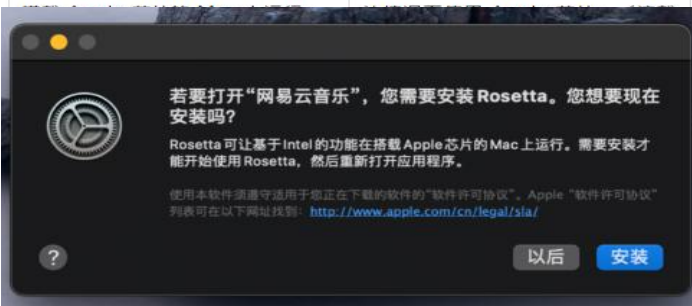 若要打开“网易云音乐”，您需要安装 Rosetta。您想要现在
安装吗?
Rosetta 可让基于 Intel 的功能在搭载 Apple 芯片的 Mac 上运行。需要安装才
能开始使用 Rosetta，然后重新打开应用程序。
使用本软件须遵守适用于您正在下载的软件的“软件许可协议”。Apple “软件许可协议”
列表可在以下网址找到：http://www.apple.com/cn/legal/sla/
?
以后
安装